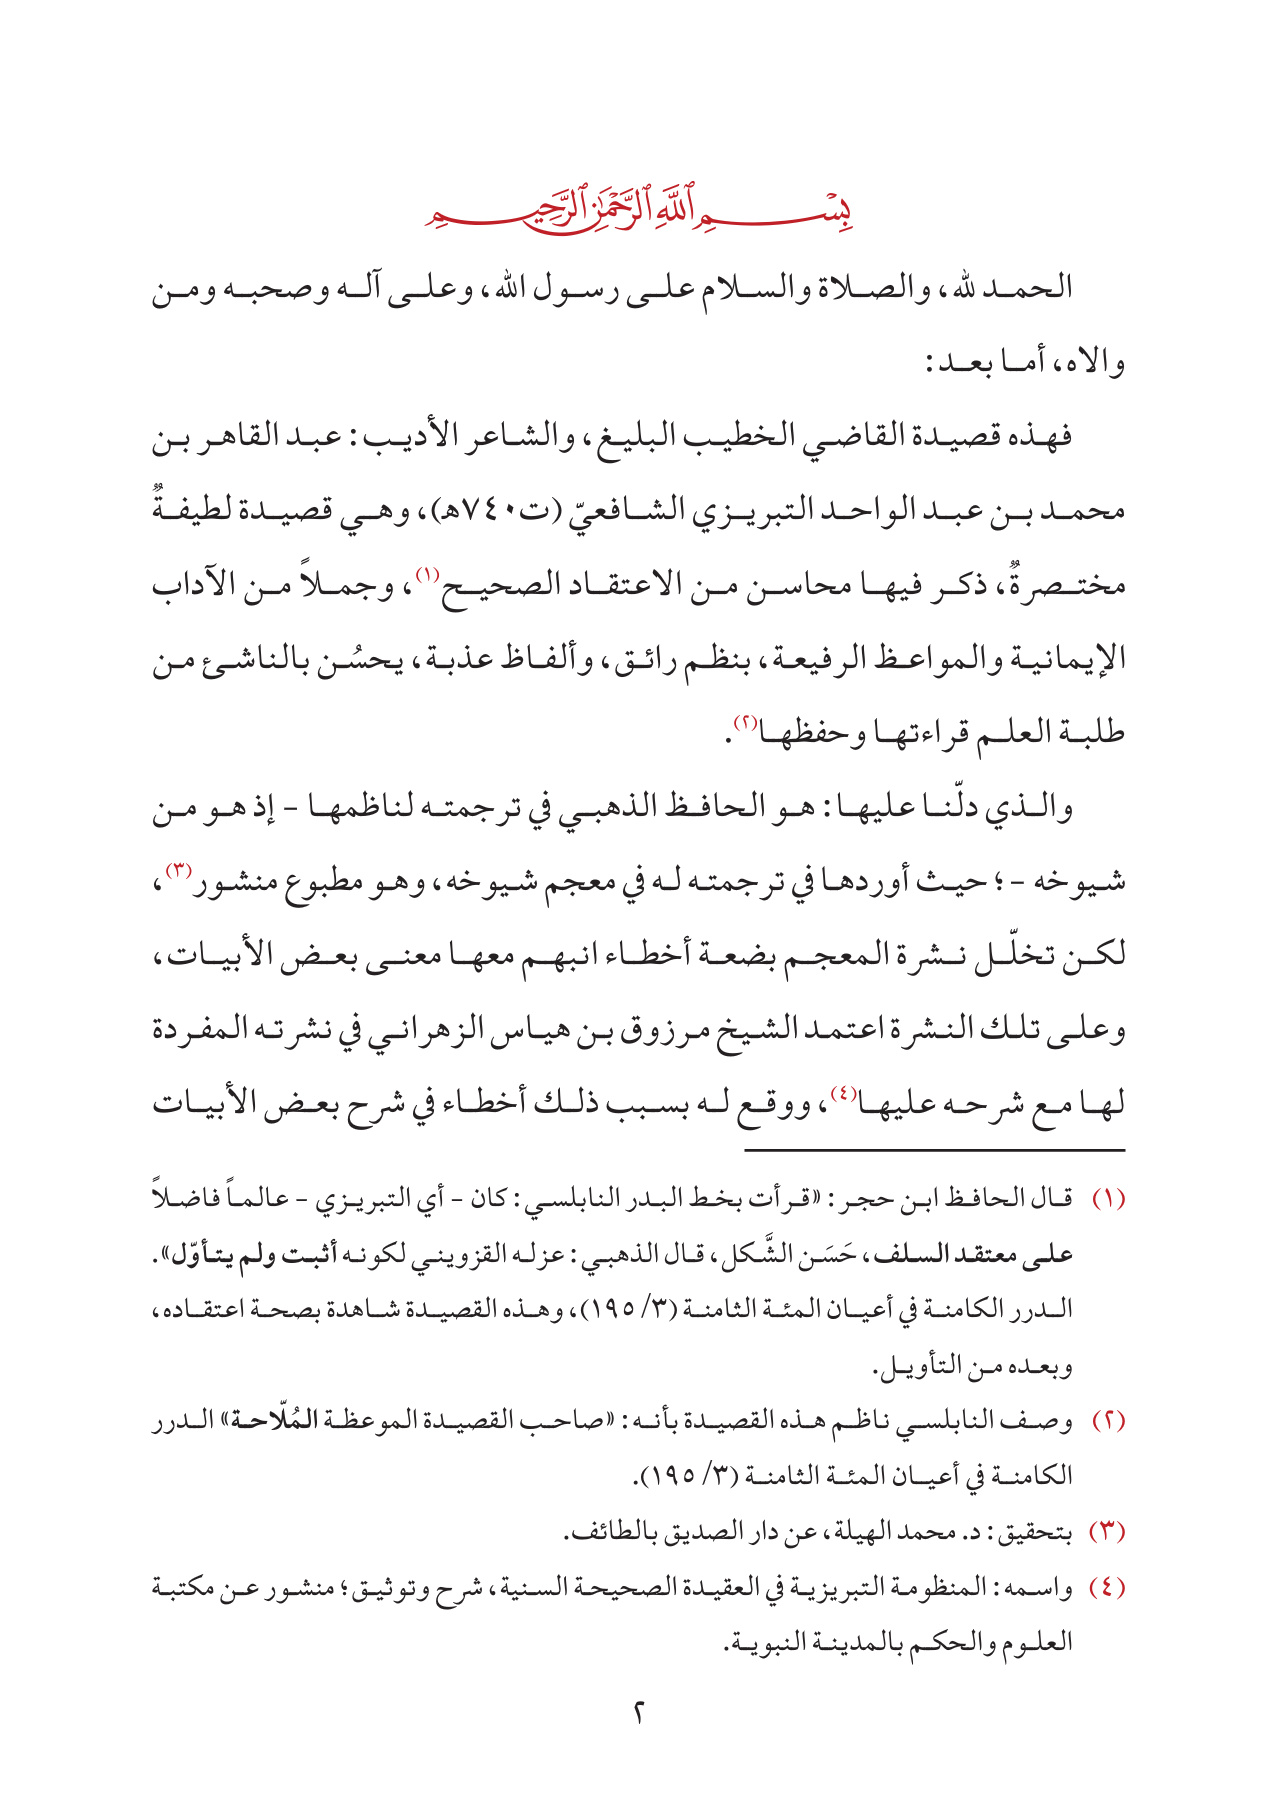 بِسْمِ ٱللَّهِ ٱلرَّحْمَٰنِ ٱلرَّحِيمِ
الحمد لله، والصلاة والسلام على رسول الله، وعلى آله وصحبه ومن
والاه، أما بعد:
فهذه قصيدة القاضي الخطيب البليغ، والشاعر الأديب: عبد القاهر بن
محمد بن عبد الواحد التبريزي الشافعيّ (ت٧٤٠هـ)، وهي قصيدة لطيفةٌ
مختصرةٌ، ذكر فيها محاسن من الاعتقاد الصحيح(١)، وجملاً من الآداب
الإيمانية والمواعظ الرفيعة، بنظم رائق، وألفاظ عذبة، يحسُن بالناشئ من
طلبة العلم قراءتها وحفظها(٢).
والذي دلّنا عليها: هو الحافظ الذهبي في ترجمته لناظمها – إذ هو من
شيوخه –؛ حيث أوردها في ترجمته له في معجم شيوخه، وهو مطبوع منشور(٣)،
لكن تخلّل نشرة المعجم بضعة أخطاء انبهم معها معنى بعض الأبيات،
وعلى تلك النشرة اعتمد الشيخ مرزوق بن هياس الزهراني في نشرته المفردة
لها مع شرحه عليها(٤)، ووقع له بسبب ذلك أخطاء في شرح بعض الأبيات
(١) قال الحافظ ابن حجر: «قرأت بخط البدر النابلسي: كان – أي التبريزي – عالماً فاضلاً
على معتقد السلف، حَسَن الشَّكل، قال الذهبي: عزله القزويني لكونه أثبت ولم يتأوّل».
الدرر الكامنة في أعيان المئة الثامنة (٣/ ١٩٥)، وهذه القصيدة شاهدة بصحة اعتقاده،
وبعده من التأويل.
(٢) وصف النابلسي ناظم هذه القصيدة بأنه: «صاحب القصيدة الموعظة المُلّاحة» الدرر
الكامنة في أعيان المئة الثامنة (٣/ ١٩٥).
(٣) بتحقيق: د. محمد الهيلة، عن دار الصديق بالطائف.
(٤) واسمه: المنظومة التبريزية في العقيدة الصحيحة السنية، شرح وتوثيق؛ منشور عن مكتبة
العلوم والحكم بالمدينة النبوية.
٢